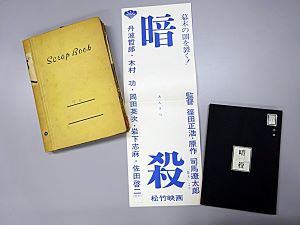 Scrap Book
幕末の闇を裂く!
暗殺
監督 篠田正浩・原作 司馬遼太郎
丹波哲郎・木村 功・岡田英次・岩下志麻・佐田啓二
松竹映画
暗殺